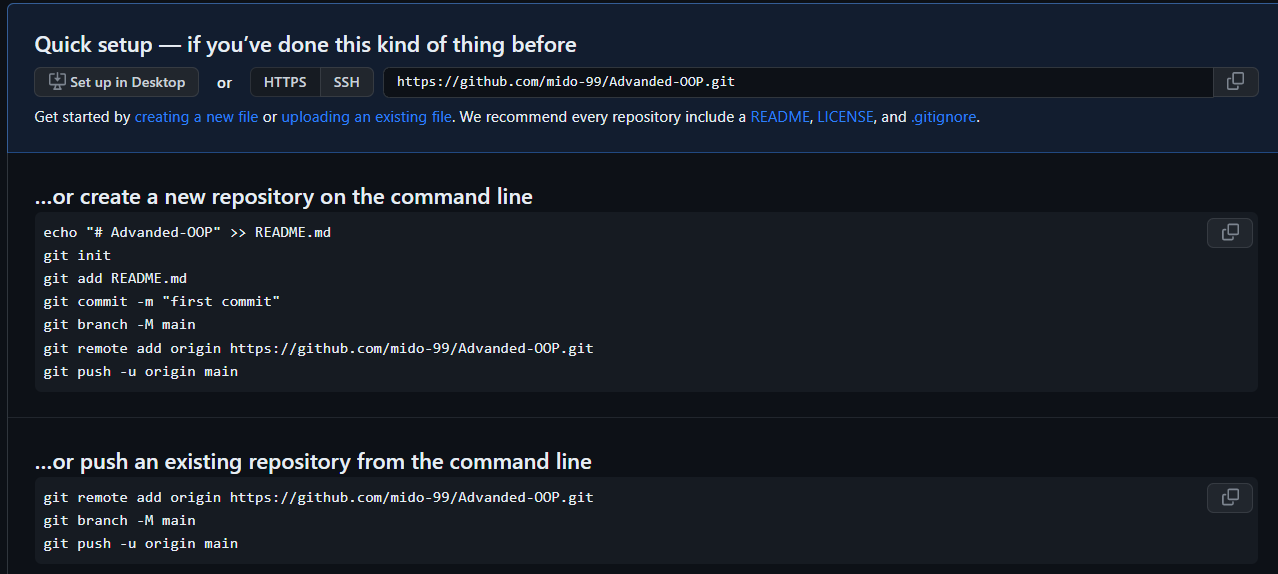 Quick setup — if you’ve done this kind of thing before
Set up in Desktop or HTTPS SSH https://github.com/mido-99/Advanded-OOP.git
Get started by creating a new file or uploading an existing file. We recommend every repository include a README, LICENSE, and .gitignore.
…or create a new repository on the command line
echo "# Advanded-OOP" >> README.md
git init
git add README.md
git commit -m "first commit"
git branch -M main
git remote add origin https://github.com/mido-99/Advanded-OOP.git
git push -u origin main
…or push an existing repository from the command line
git remote add origin https://github.com/mido-99/Advanded-OOP.git
git branch -M main
git push -u origin main